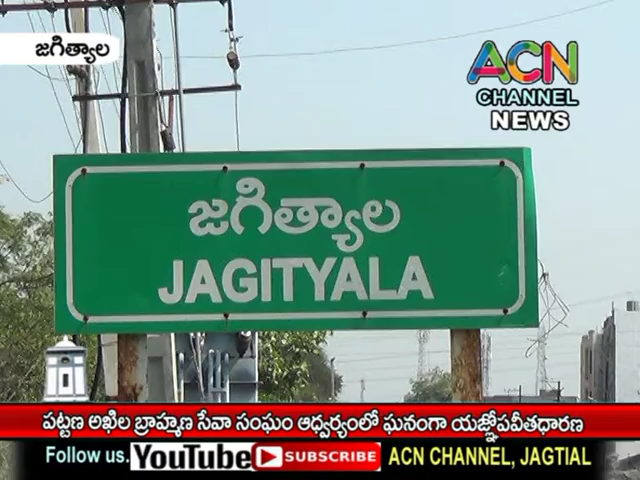 జగిత్యాల
ACN
CHANNEL
NEWS
జగిత్యాల
JAGITYALA
పట్టణ అఖిల బ్రాహ్మణ సేవా సంఘం ఆధ్వర్యంలో ఘనంగా యజ్ఞోపవీతధారణ
Follow us. YouTube SUBSCRIBE ACN CHANNEL, JAGTIAL